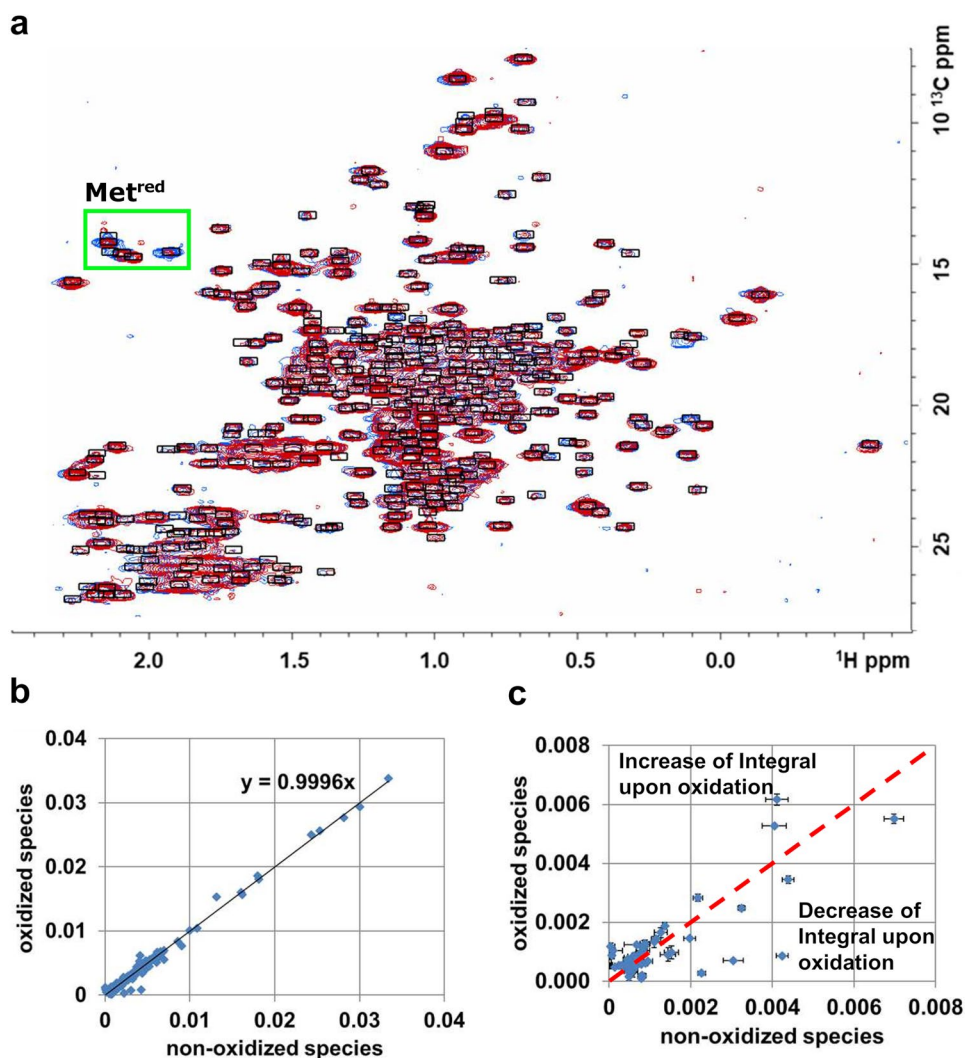 a
Met^red
10 ¹³C ppm
15
20
25
2.0 1.5 1.0 0.5 0.0 ¹H ppm
b
oxidized species
0.04
0.03
0.02
0.01
0
y = 0.9996x
0 0.01 0.02 0.03 0.04
non-oxidized species
c
oxidized species
0.008
0.006
0.004
0.002
0.000
Increase of Integral
upon oxidation
Decrease of
Integral upon
oxidation
0.000 0.002 0.004 0.006 0.008
non-oxidized species